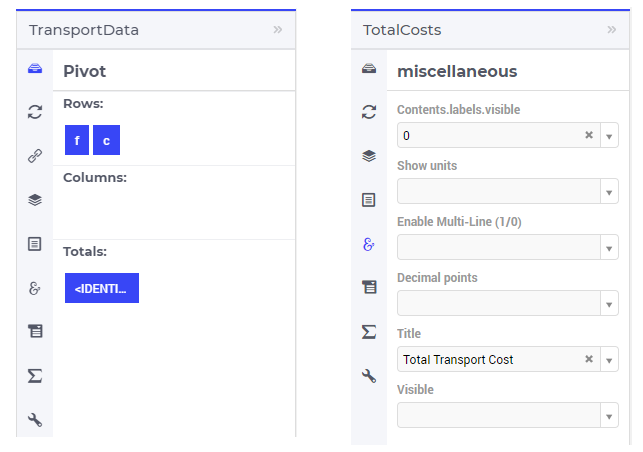 TransportData »
Pivot
Rows:
f c
Columns:
Totals:
<IDENTI...
TotalCosts »
miscellaneous
Contents.labels.visible
0
Show units
Enable Multi-Line (1/0)
Decimal points
Title
Total Transport Cost
Visible